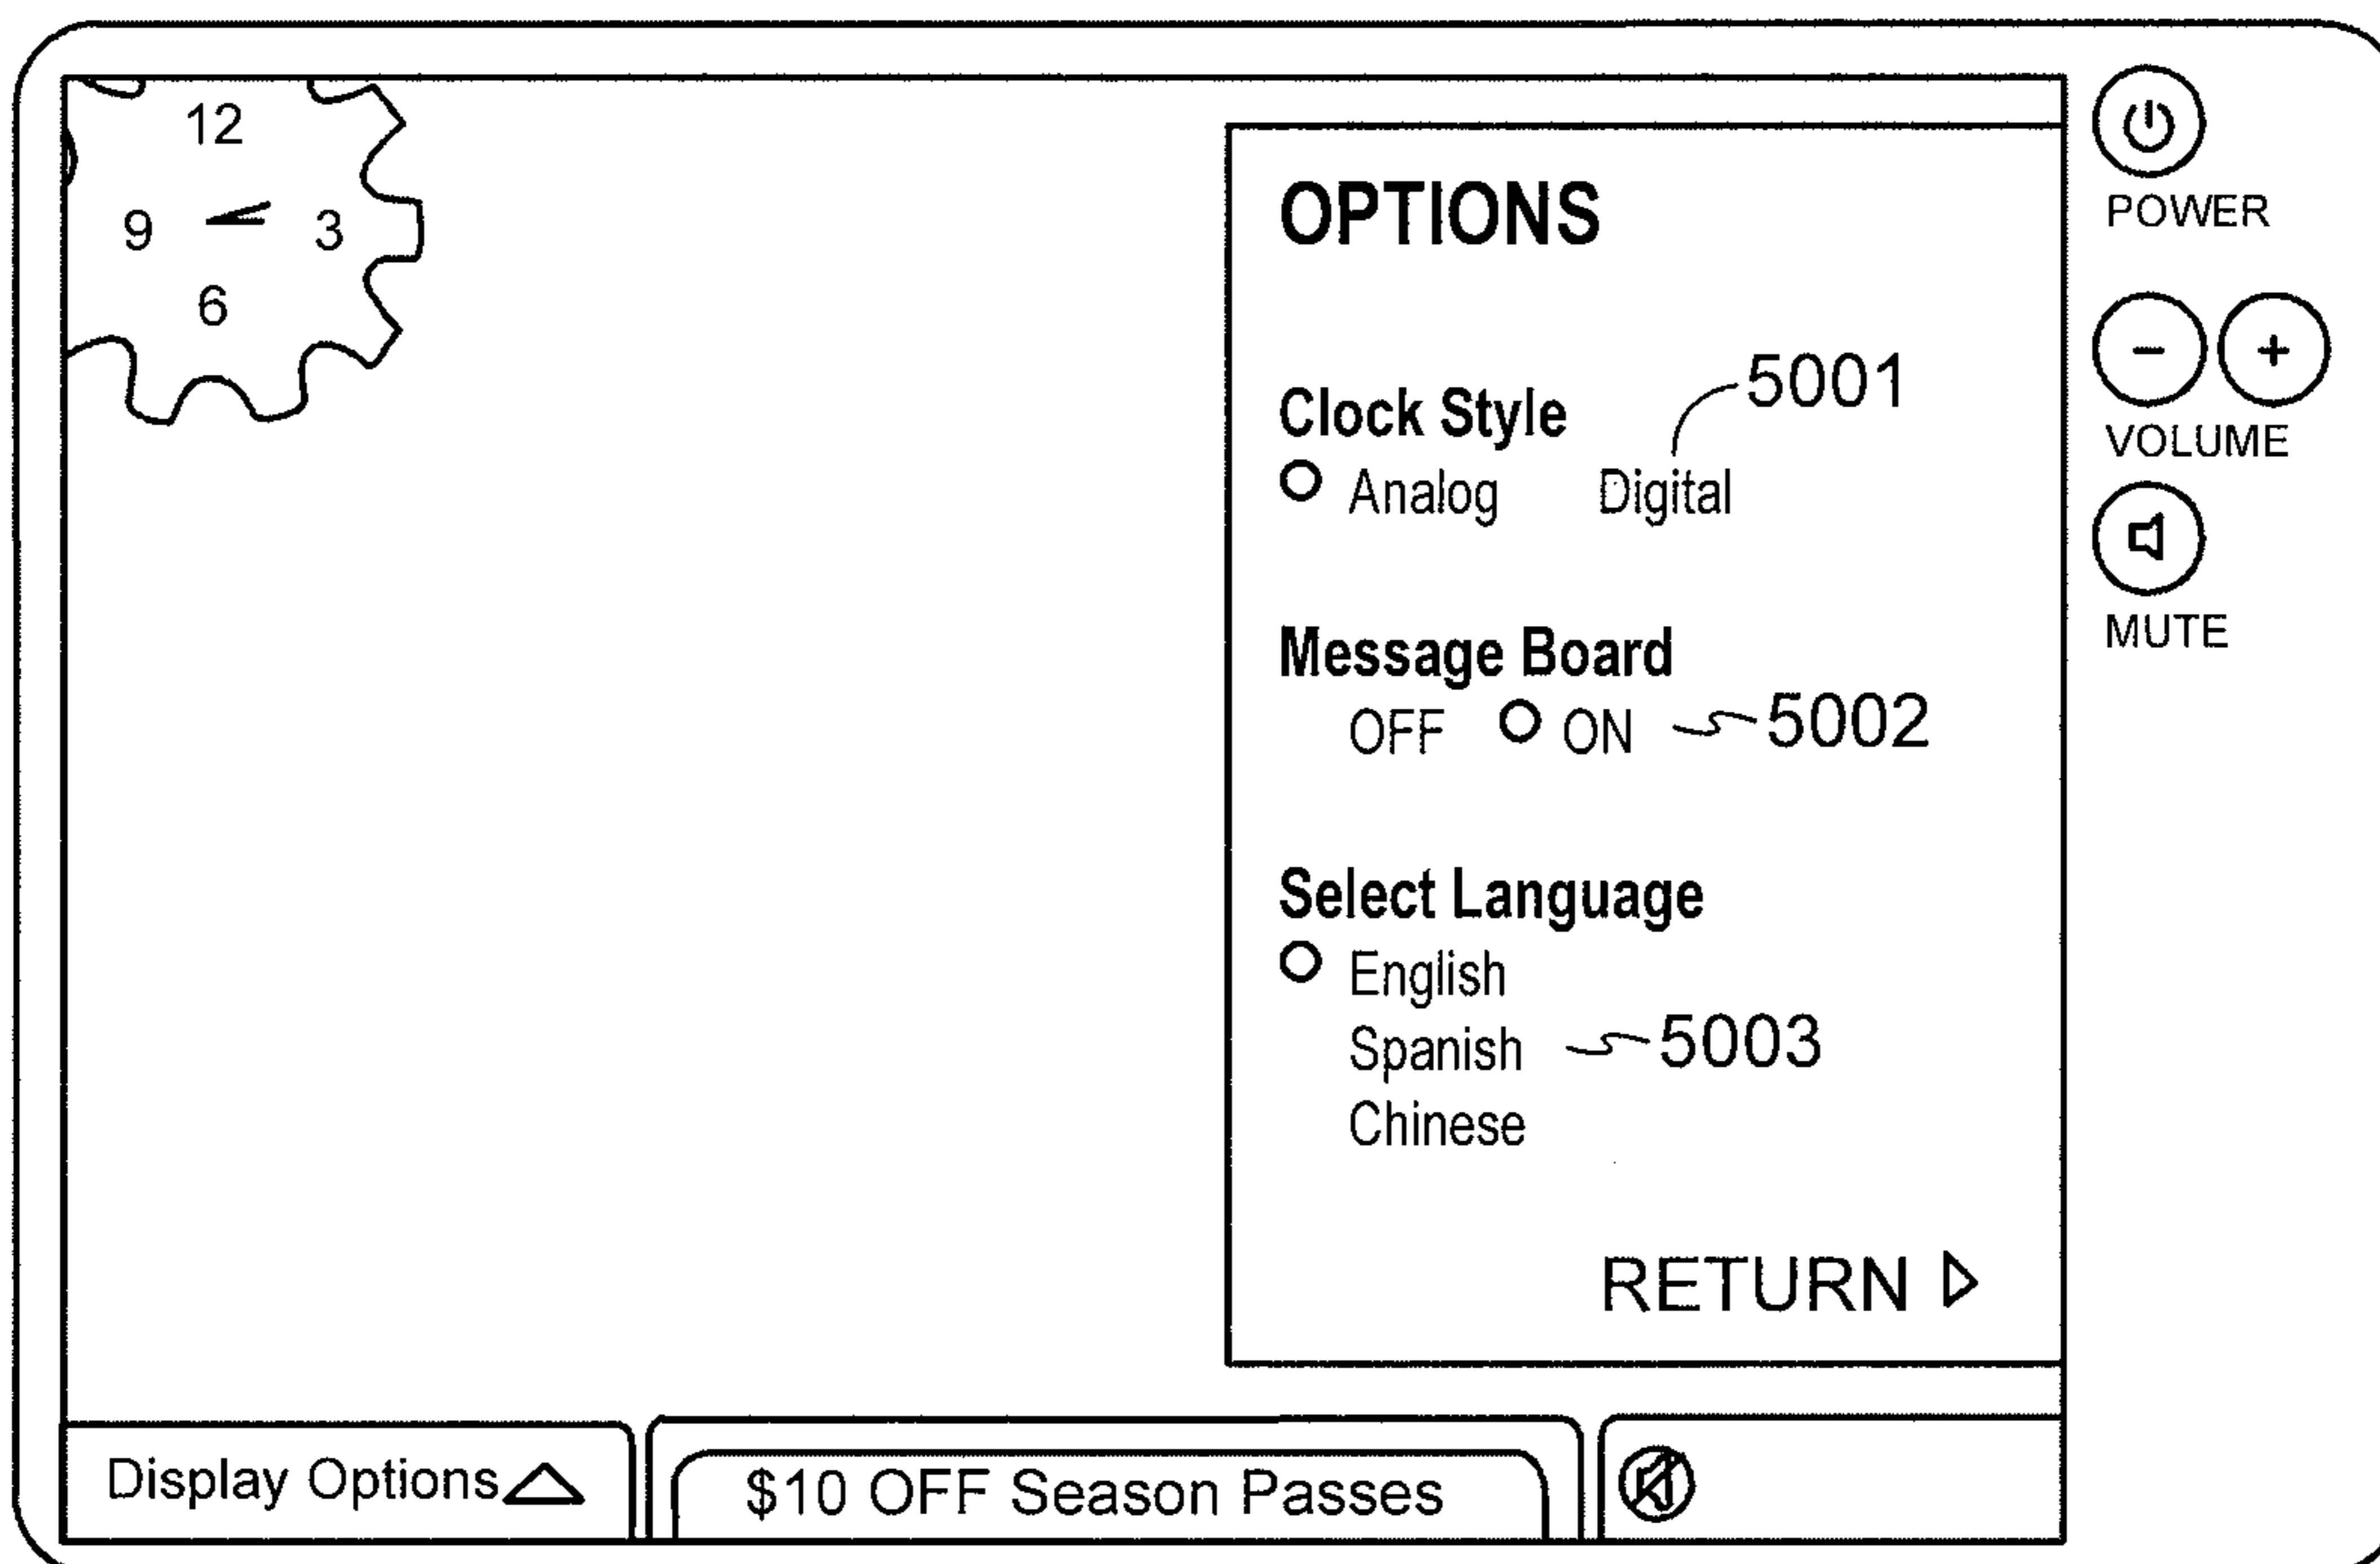 12
9 3
6
OPTIONS
Clock Style
5001
Analog Digital
Message Board
OFF ON 5002
Select Language
English
Spanish 5003
Chinese
RETURN
POWER
- +
VOLUME
MUTE
Display Options
$10 OFF Season Passes